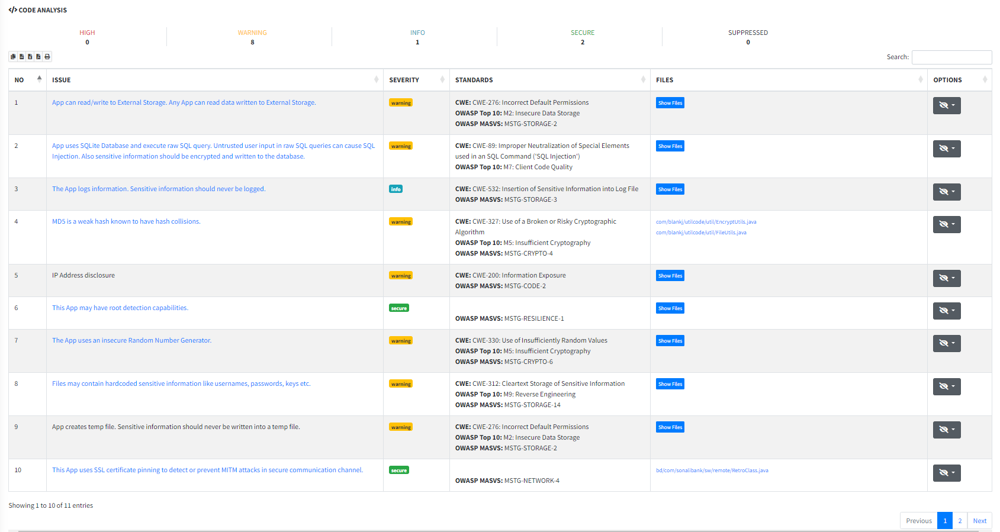 CODE ANALYSIS
HIGH
0
WARNING
8
INFO
1
SECURE
2
SUPPRESSED
0
Search:
NO
ISSUE
SEVERITY
STANDARDS
FILES
OPTIONS
1
App can read/write to External Storage. Any App can read data written to External Storage.
warning
CWE: CWE-276: Incorrect Default Permissions
OWASP Top 10: M2: Insecure Data Storage
OWASP MASVS: MSTG-STORAGE-2
Show Files
2
App uses SQLite Database and execute raw SQL query. Untrusted user input in raw SQL queries can cause SQL
Injection. Also sensitive information should be encrypted and written to the database.
warning
CWE: CWE-89: Improper Neutralization of Special Elements
used in an SQL Command ('SQL Injection')
OWASP Top 10: M7: Client Code Quality
Show Files
3
The App logs information. Sensitive information should never be logged.
info
CWE: CWE-532: Insertion of Sensitive Information into Log File
OWASP MASVS: MSTG-STORAGE-3
Show Files
4
MD5 is a weak hash known to have hash collisions.
warning
CWE: CWE-327: Use of a Broken or Risky Cryptographic
Algorithm
OWASP Top 10: M5: Insufficient Cryptography
OWASP MASVS: MSTG-CRYPTO-4
com/blankj/utilcode/util/EncryptUtils.java
com/blankj/utilcode/util/FileUtils.java
5
IP Address disclosure
warning
CWE: CWE-200: Information Exposure
OWASP MASVS: MSTG-CODE-2
Show Files
6
This App may have root detection capabilities.
secure
OWASP MASVS: MSTG-RESILIENCE-1
Show Files
7
The App uses an insecure Random Number Generator.
warning
CWE: CWE-330: Use of Insufficiently Random Values
OWASP Top 10: M5: Insufficient Cryptography
OWASP MASVS: MSTG-CRYPTO-6
Show Files
8
Files may contain hardcoded sensitive information like usernames, passwords, keys etc.
warning
CWE: CWE-312: Cleartext Storage of Sensitive Information
OWASP Top 10: M9: Reverse Engineering
OWASP MASVS: MSTG-STORAGE-14
Show Files
9
App creates temp file. Sensitive information should never be written into a temp file.
warning
CWE: CWE-276: Incorrect Default Permissions
OWASP Top 10: M2: Insecure Data Storage
OWASP MASVS: MSTG-STORAGE-2
Show Files
10
This App uses SSL certificate pinning to detect or prevent MITM attacks in secure communication channel.
secure
OWASP MASVS: MSTG-NETWORK-4
bd/com/sonalibank/sw/remote/RetroClass.java
Showing 1 to 10 of 11 entries
Previous
1
2
Next